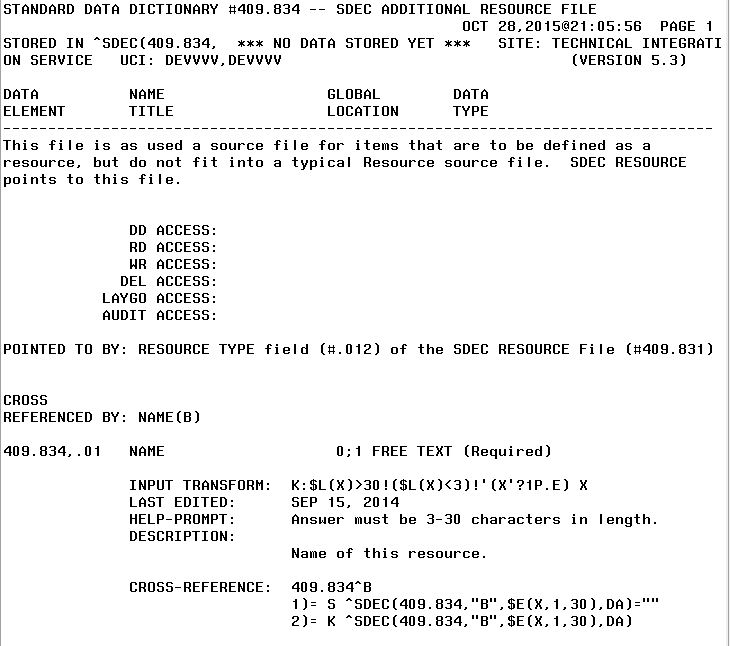 STANDARD DATA DICTIONARY #409.834 -- SDEC ADDITIONAL RESOURCE FILE
OCT 28,2015@21:05:56  PAGE 1
STORED IN ^SDEC(409.834,  *** NO DATA STORED YET ***   SITE: TECHNICAL INTEGRATI
ON SERVICE   UCI: DEVVVV,DEVVVV                                (VERSION 5.3)
DATA          NAME                  GLOBAL        DATA
ELEMENT       TITLE                 LOCATION      TYPE
-------------------------------------------------------------------------------
This file is as used a source file for items that are to be defined as a
resource, but do not fit into a typical Resource source file.  SDEC RESOURCE
points to this file.
DD ACCESS:
RD ACCESS:
WR ACCESS:
DEL ACCESS:
LAYGO ACCESS:
AUDIT ACCESS:
POINTED TO BY: RESOURCE TYPE field (#.012) of the SDEC RESOURCE File (#409.831)
CROSS
REFERENCED BY: NAME(B)
409.834,.01   NAME                   0;1 FREE TEXT (Required)
INPUT TRANSFORM:  K:$L(X)>30!($L(X)<3)!'(X'?1P.E) X
LAST EDITED:      SEP 15, 2014
HELP-PROMPT:      Answer must be 3-30 characters in length.
DESCRIPTION:
Name of this resource.
CROSS-REFERENCE:  409.834^B
1)= S ^SDEC(409.834,"B",$E(X,1,30),DA)=""
2)= K ^SDEC(409.834,"B",$E(X,1,30),DA)